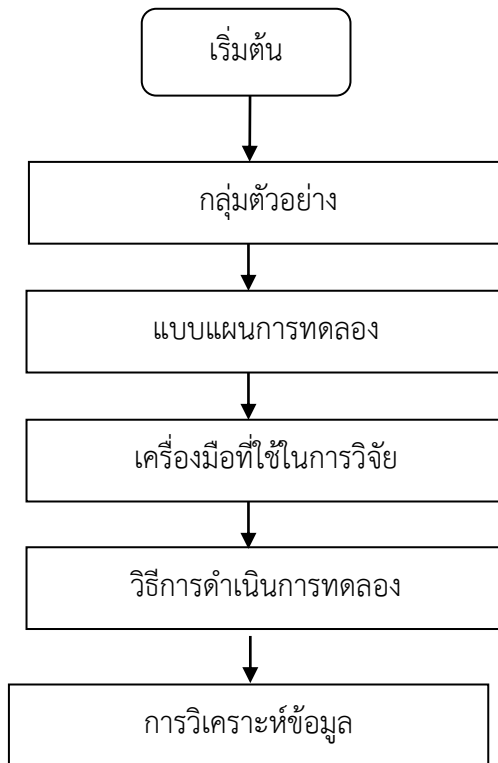 เริ่มต้น
กลุ่มตัวอย่าง
แบบแผนการทดลอง
เครื่องมือที่ใช้ในการวิจัย
วิธีการดำเนินการทดลอง
การวิเคราะห์ข้อมูล